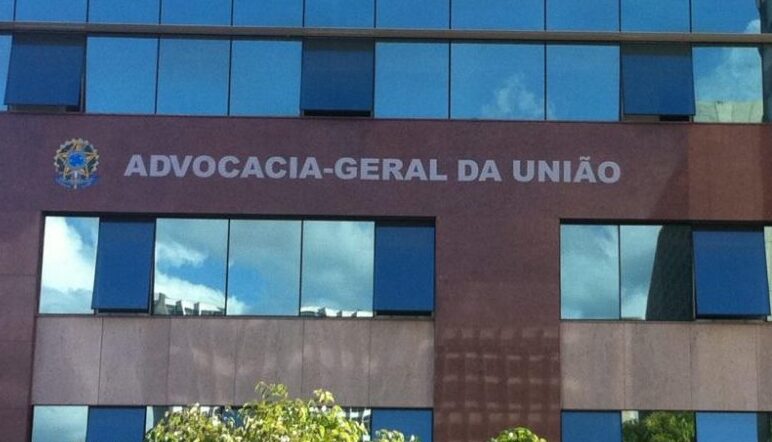 ADVOCACIA-GERAL DA UNIÃO